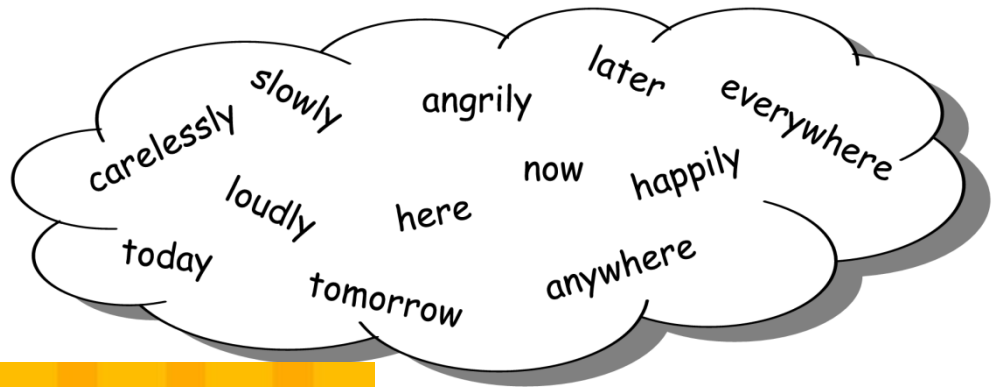 later
slowly
angrily
everywhere
carelessly
now
happily
loudly
here
today
anywhere
tomorrow